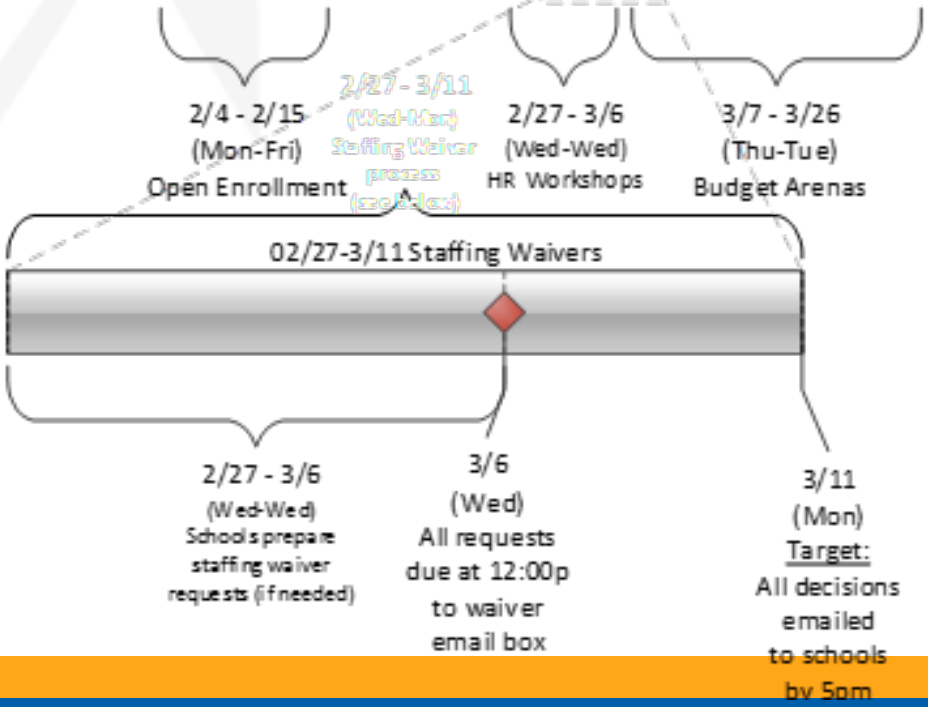 2/4 - 2/15
(Mon-Fri)
Open Enrollment
2/27 - 3/11
(Wed-Mon)
Staffing Waiver
process
(see below)
2/27 - 3/6
(Wed-Wed)
HR Workshops
3/7 - 3/26
(Thu-Tue)
Budget Arenas
02/27-3/11 Staffing Waivers
2/27 - 3/6
(Wed-Wed)
Schools prepare
staffing waiver
requests (if needed)
3/6
(Wed)
All requests
due at 12:00p
to waiver
email box
3/11
(Mon)
Target:
All decisions
emailed
to schools
by 5pm